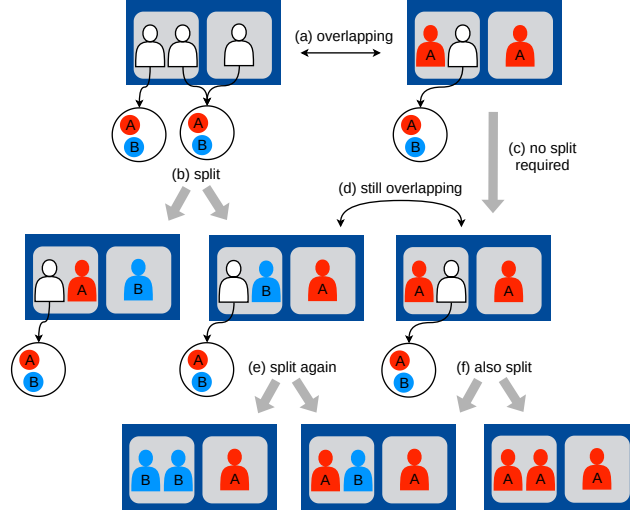 (a) overlapping
A
A
A
B
A
B
A
B
(c) no split
required
(b) split
(d) still overlapping
A
B
B
A
A
A
A
B
A
B
A
B
(e) split again
(f) also split
B
B
A
A
B
A
A
A
A